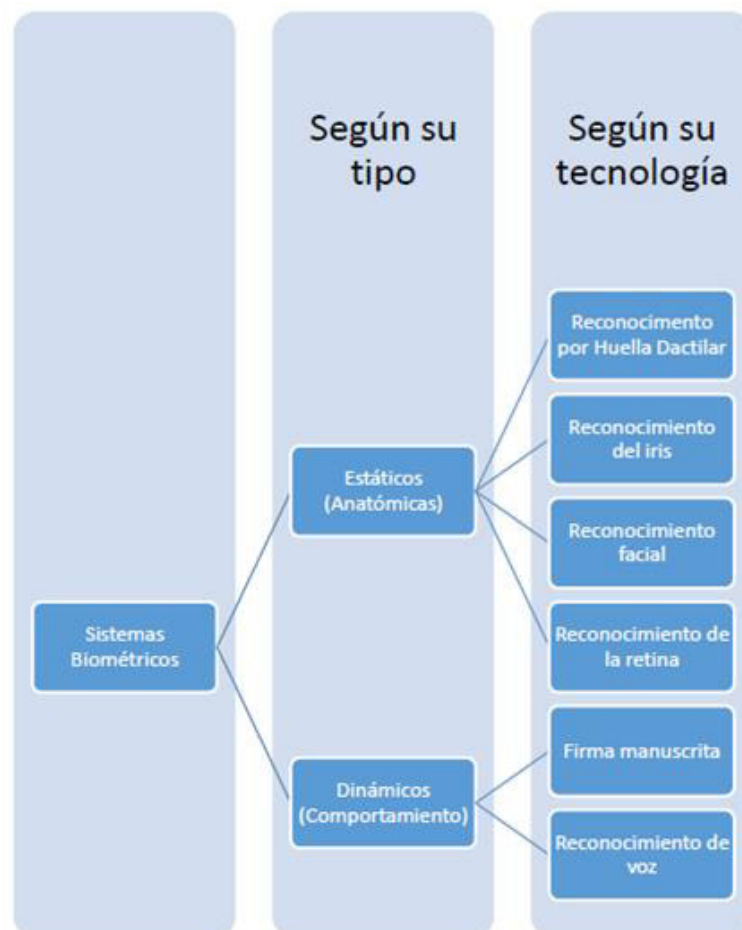 Según su
tipo
Según su
tecnología
Sistemas
Biométricos
Estáticos
(Anatómicas)
Dinámicos
(Comportamiento)
Reconocimento
por Huella Dactilar
Reconocimiento
del iris
Reconocimiento
facial
Reconocimiento de
la retina
Firma manuscrita
Reconocimiento de
voz